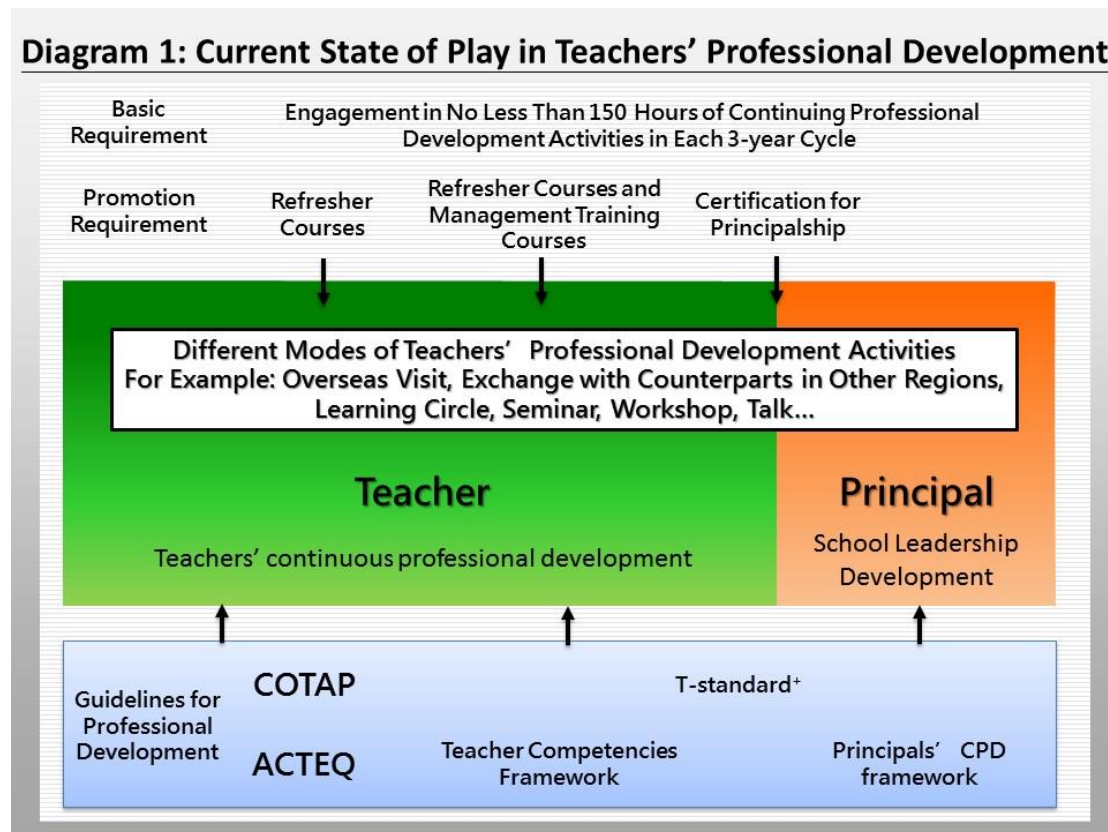 Diagram 1: Current State of Play in Teachers’ Professional Development
Basic
Requirement
Engagement in No Less Than 150 Hours of Continuing Professional
Development Activities in Each 3-year Cycle
Promotion
Requirement
Refresher
Courses
Refresher Courses and
Management Training
Courses
Certification for
Principalship
Different Modes of Teachers’ Professional Development Activities
For Example: Overseas Visit, Exchange with Counterparts in Other Regions,
Learning Circle, Seminar, Workshop, Talk...
Teacher
Teachers’ continuous professional development
Principal
School Leadership
Development
Guidelines for
Professional
Development
COTAP
T-standard⁺
ACTEQ
Teacher Competencies
Framework
Principals’ CPD
framework